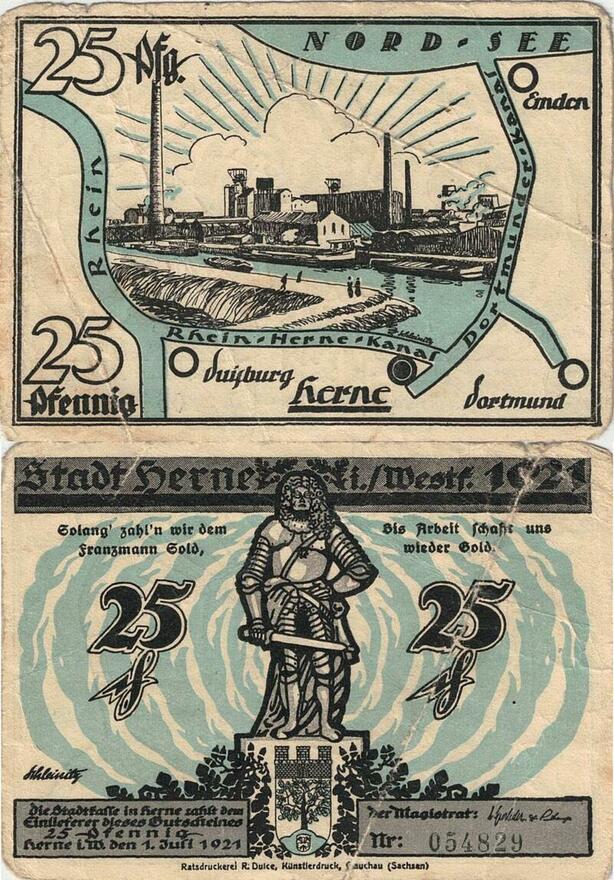 25 Pfg.
NORD-SEE
Emden
Rhein
Dortmunder-Kanal
Rhein-Herne-Kanal
25
Pfennig
Duisburg
Herne
Dortmund
Schleinitz
Stadt Herne i./Westf. 1921
Solang' zahl'n wir dem
Franzmann Sold,
Bis Arbeit schafft uns
wieder Gold.
25
₰
25
₰
Schleinitz
Die Stadtkasse in Herne zahlt dem
Einlieferer dieses Gutscheines
25 Pfennig
Herne i.W. den 1. Juli 1921
Der Magistrat:
Nr: 054829
Ratsdruckerei R. Dulce, Künstlerdruck, Glauchau (Sachsen)